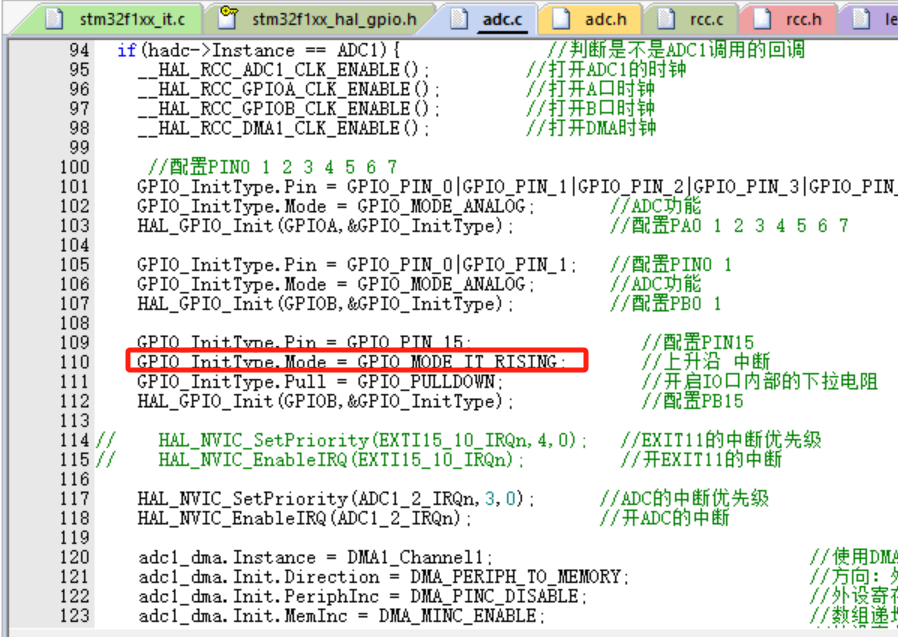 stm32f1xx_it.c stm32f1xx_hal_gpio.h adc.c adc.h rcc.c rcc.h le
94 if(hadc->Instance == ADC1){ //判断是不是ADC1调用的回调
95 __HAL_RCC_ADC1_CLK_ENABLE(); //打开ADC1的时钟
96 __HAL_RCC_GPIOA_CLK_ENABLE(); //打开A口时钟
97 __HAL_RCC_GPIOB_CLK_ENABLE(); //打开B口时钟
98 __HAL_RCC_DMA1_CLK_ENABLE(); //打开DMA时钟
99
100 //配置PIN0 1 2 3 4 5 6 7
101 GPIO_InitType.Pin = GPIO_PIN_0|GPIO_PIN_1|GPIO_PIN_2|GPIO_PIN_3|GPIO_PIN_
102 GPIO_InitType.Mode = GPIO_MODE_ANALOG; //ADC功能
103 HAL_GPIO_Init(GPIOA,&GPIO_InitType); //配置PA0 1 2 3 4 5 6 7
104
105 GPIO_InitType.Pin = GPIO_PIN_0|GPIO_PIN_1; //配置PIN0 1
106 GPIO_InitType.Mode = GPIO_MODE_ANALOG; //ADC功能
107 HAL_GPIO_Init(GPIOB,&GPIO_InitType); //配置PB0 1
108
109 GPIO_InitType.Pin = GPIO_PIN_15; //配置PIN15
110 GPIO_InitType.Mode = GPIO_MODE_IT_RISING; //上升沿 中断
111 GPIO_InitType.Pull = GPIO_PULLDOWN; //开启IO口内部的下拉电阻
112 HAL_GPIO_Init(GPIOB,&GPIO_InitType); //配置PB15
113
114 // HAL_NVIC_SetPriority(EXTI15_10_IRQn,4,0); //EXIT11的中断优先级
115 // HAL_NVIC_EnableIRQ(EXTI15_10_IRQn); //开EXIT11的中断
116
117 HAL_NVIC_SetPriority(ADC1_2_IRQn,3,0); //ADC的中断优先级
118 HAL_NVIC_EnableIRQ(ADC1_2_IRQn); //开ADC的中断
119
120 adc1_dma.Instance = DMA1_Channel1; //使用DMA
121 adc1_dma.Init.Direction = DMA_PERIPH_TO_MEMORY; //方向：
122 adc1_dma.Init.PeriphInc = DMA_PINC_DISABLE; //外设寄
123 adc1_dma.Init.MemInc = DMA_MINC_ENABLE; //数组递